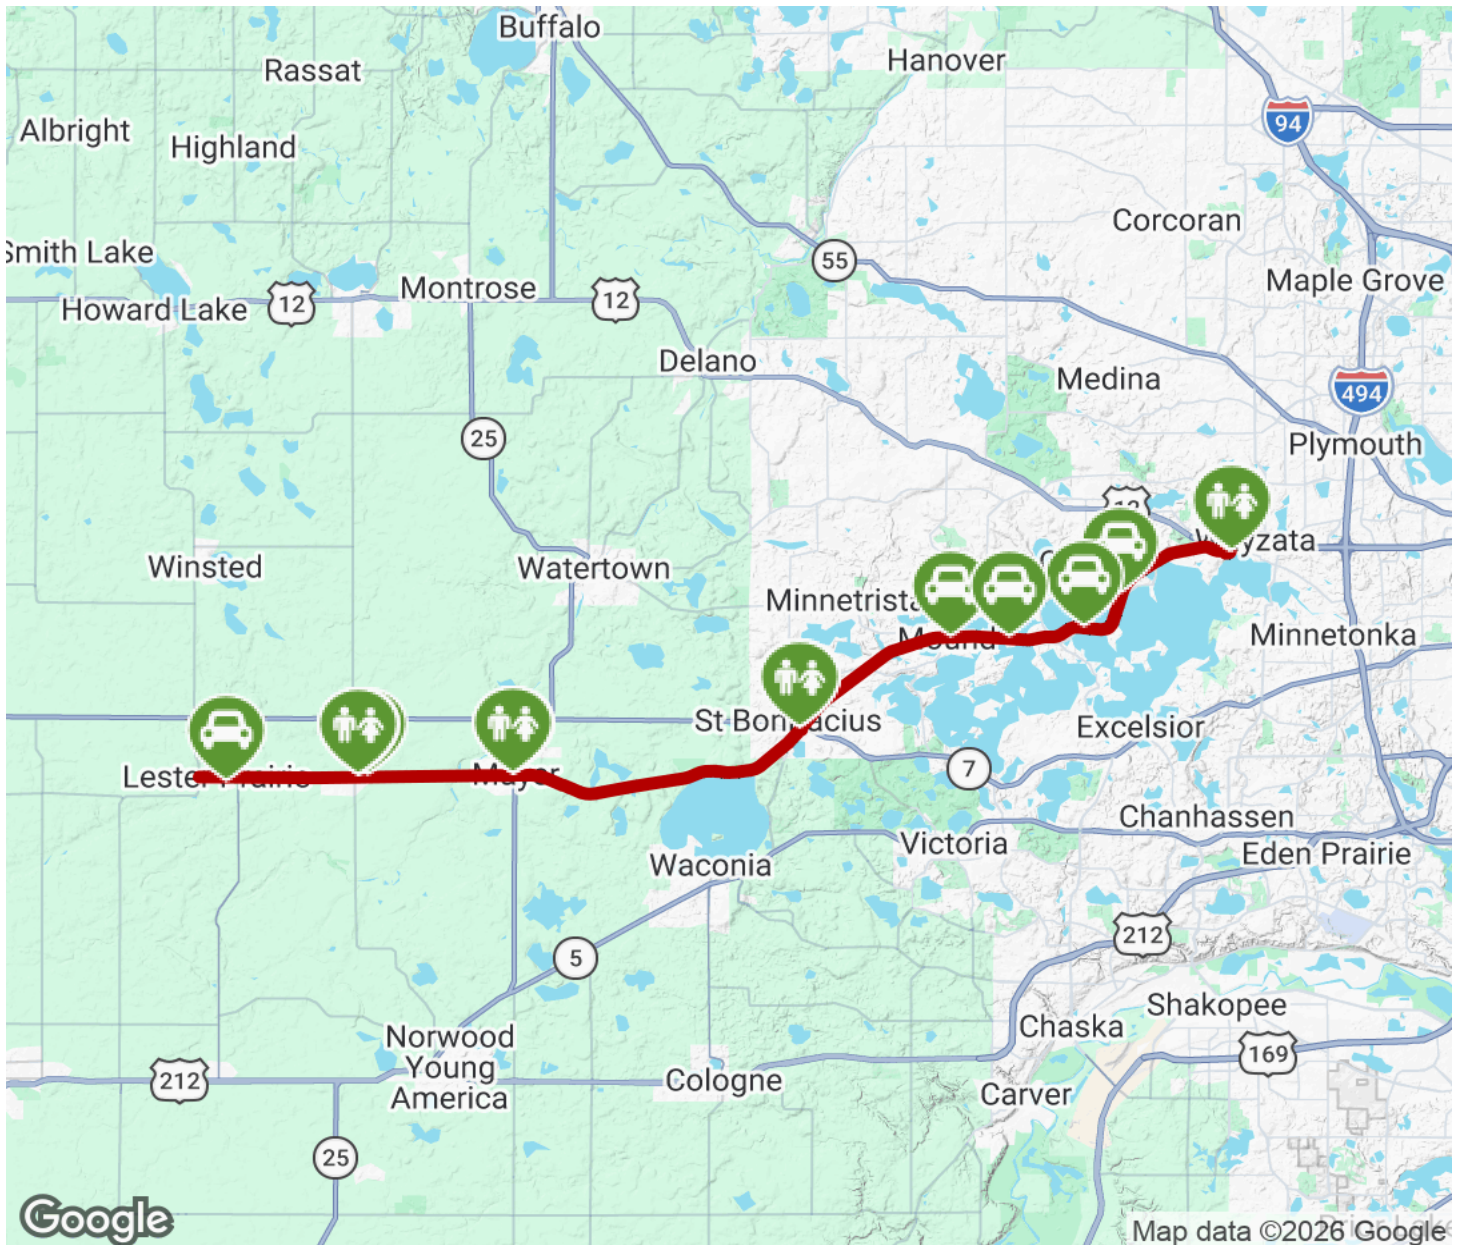 Buffalo
Hanover
Rassat
94
Albright
Highland
Corcoran
Smith Lake
55
Maple Grove
Montrose
12
12
Howard Lake
Delano
Medina
494
25
Plymouth
Winsted
Watertown
Minnetrista
Minnetonka
St Bon
acius
Excelsior
7
Chanhassen
Victoria
Eden Prairie
Waconia
212
5
Shakopee
Chaska
Norwood
Young
America
169
212
Cologne
Carver
25
Google
Map data ©2026 Google